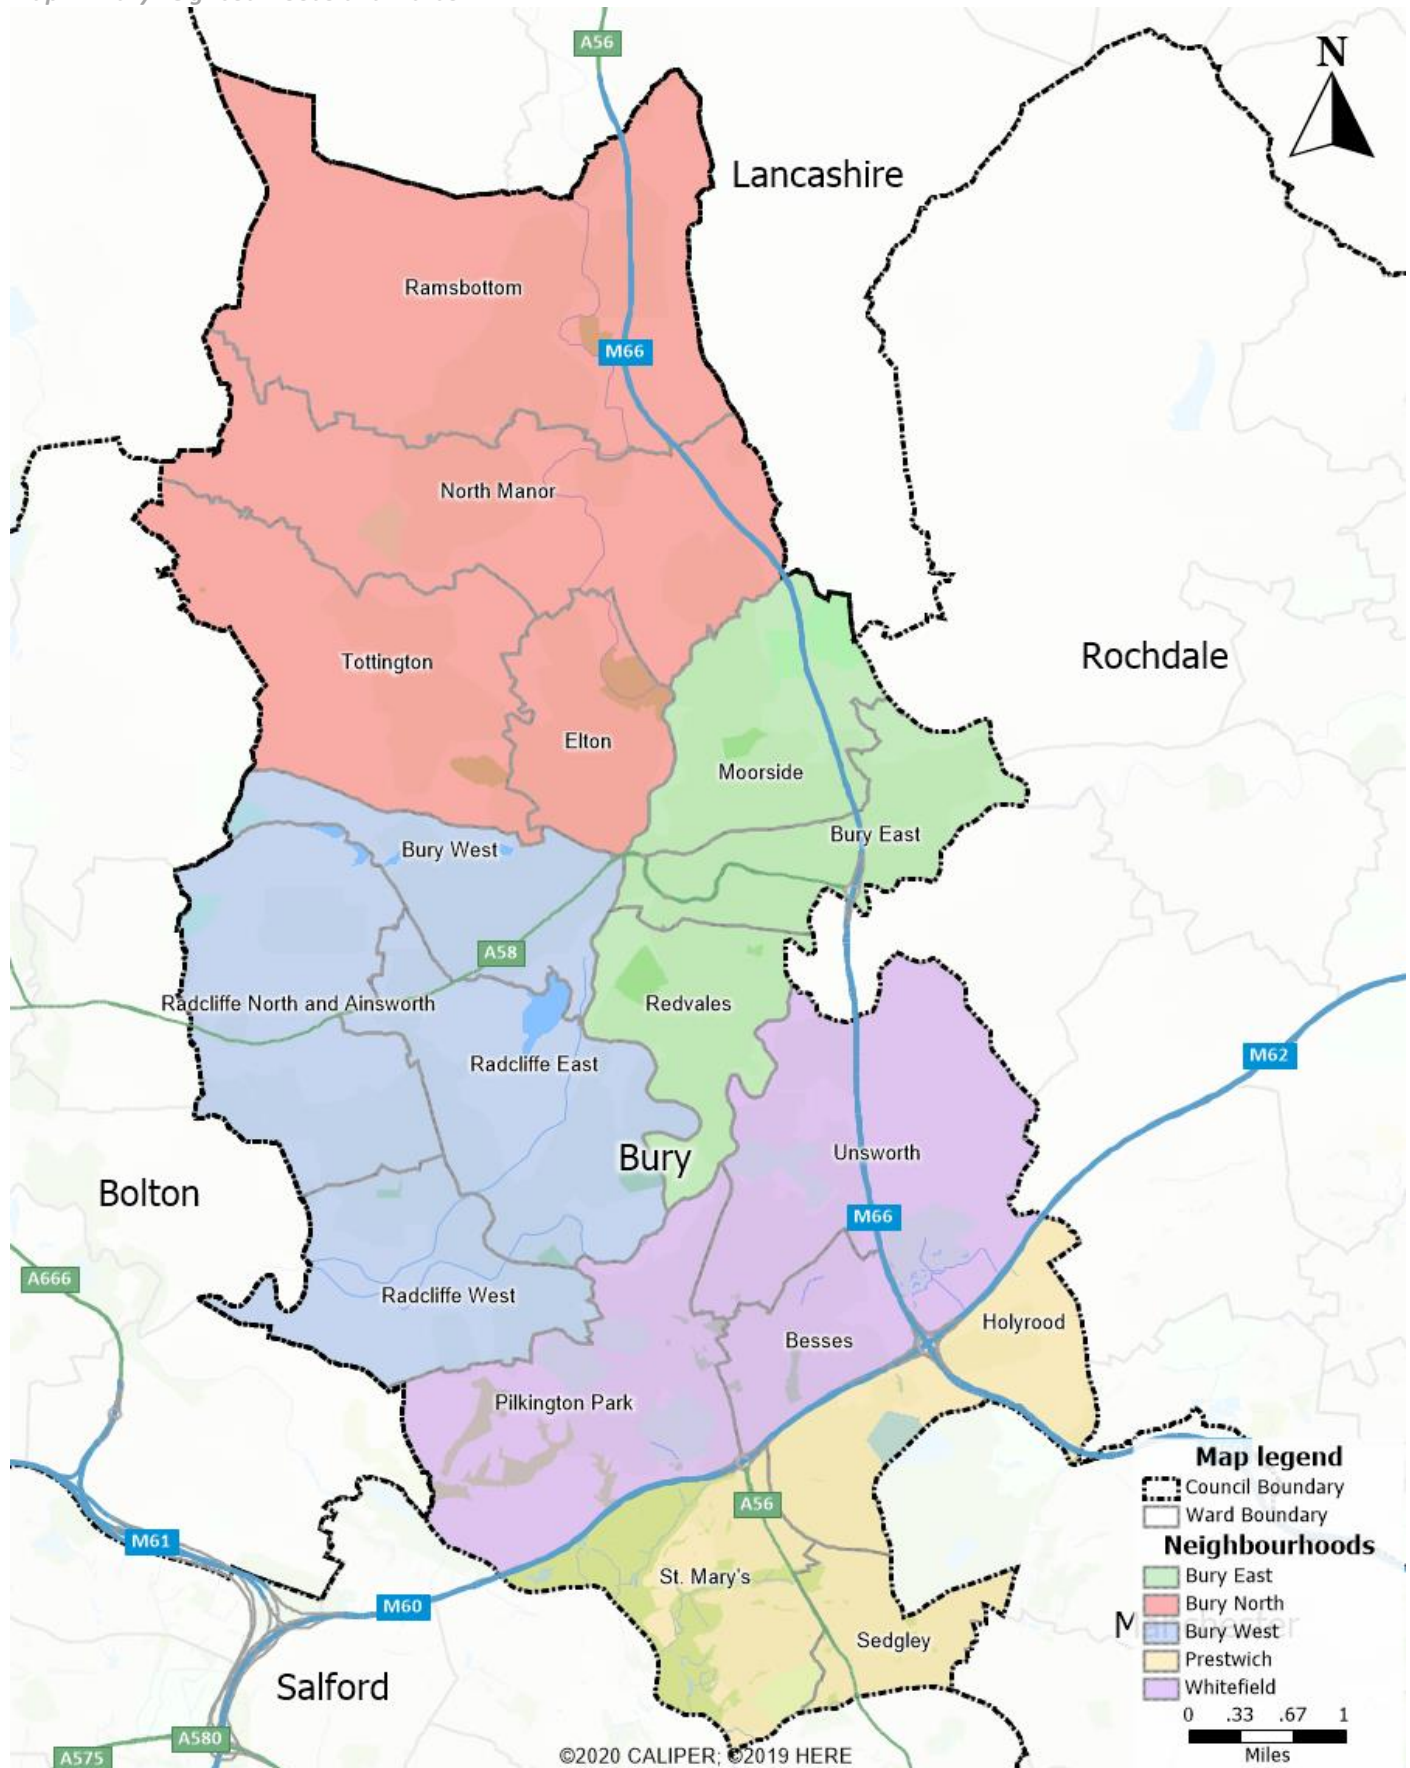 A56
N
Lancashire
Ramsbottom
M66
North Manor
Rochdale
Tottington
Elton
Moorside
Bury East
Bury West
A58
Radcliffe North and Ainsworth
Redvales
M62
Radcliffe East
Unsworth
Bury
Bolton
M66
A666
Radcliffe West
Holyrood
Besses
Pilkington Park
Map legend
Council Boundary
Ward Boundary
A56
M61
Neighbourhoods
St. Mary's
Bury East
M60
Bury North
Bury West
Sedgley
Prestwich
Salford
Whitefield
0 .33 .67 1
Miles
A580
A575
©2020 CALIPER; ©2019 HERE